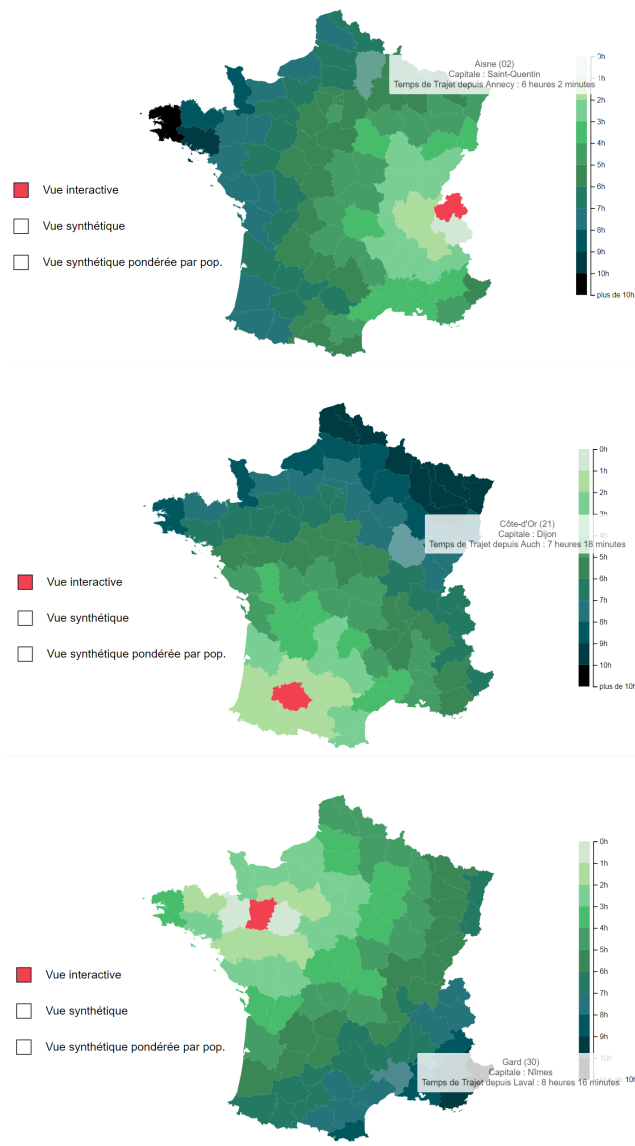 Aisne (02)
Capitale : Saint-Quentin
Temps de Trajet depuis Annecy : 6 heures 2 minutes
0h
1h
2h
3h
4h
5h
6h
7h
8h
9h
10h
plus de 10h
Vue interactive
Vue synthétique
Vue synthétique pondérée par pop.
0h
1h
2h
3h
4h
5h
6h
7h
8h
9h
10h
plus de 10h
Côte-d'Or (21)
Capitale : Dijon
Temps de Trajet depuis Auch : 7 heures 18 minutes
Vue interactive
Vue synthétique
Vue synthétique pondérée par pop.
0h
1h
2h
3h
4h
5h
6h
7h
8h
9h
10h
Vue interactive
Vue synthétique
Vue synthétique pondérée par pop.
Gard (30)
Capitale : Nîmes
Temps de Trajet depuis Laval : 8 heures 16 minutes